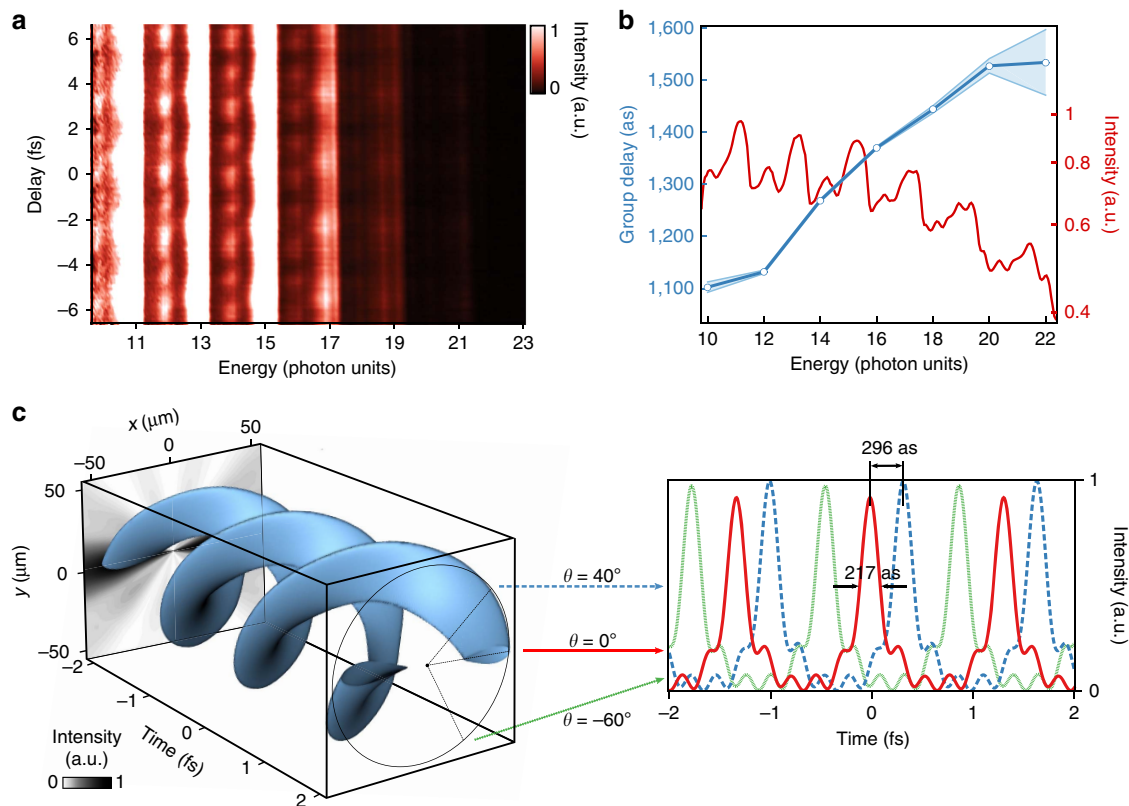 a
6
4
2
0
−2
−4
−6
Delay (fs)
11
13
15
17
19
21
23
Energy (photon units)
1
0
Intensity (a.u.)
b
1,600
1,500
1,400
1,300
1,200
1,100
Group delay (as)
10
12
14
16
18
20
22
Energy (photon units)
1
0.8
0.6
0.4
Intensity (a.u.)
c
x (μm)
−50
0
50
50
0
−50
y (μm)
−2
−1
0
1
2
Time (fs)
Intensity
(a.u.)
0
1
θ = 40°
θ = 0°
θ = −60°
296 as
217 as
1
0
Intensity (a.u.)
−2
−1
0
1
2
Time (fs)